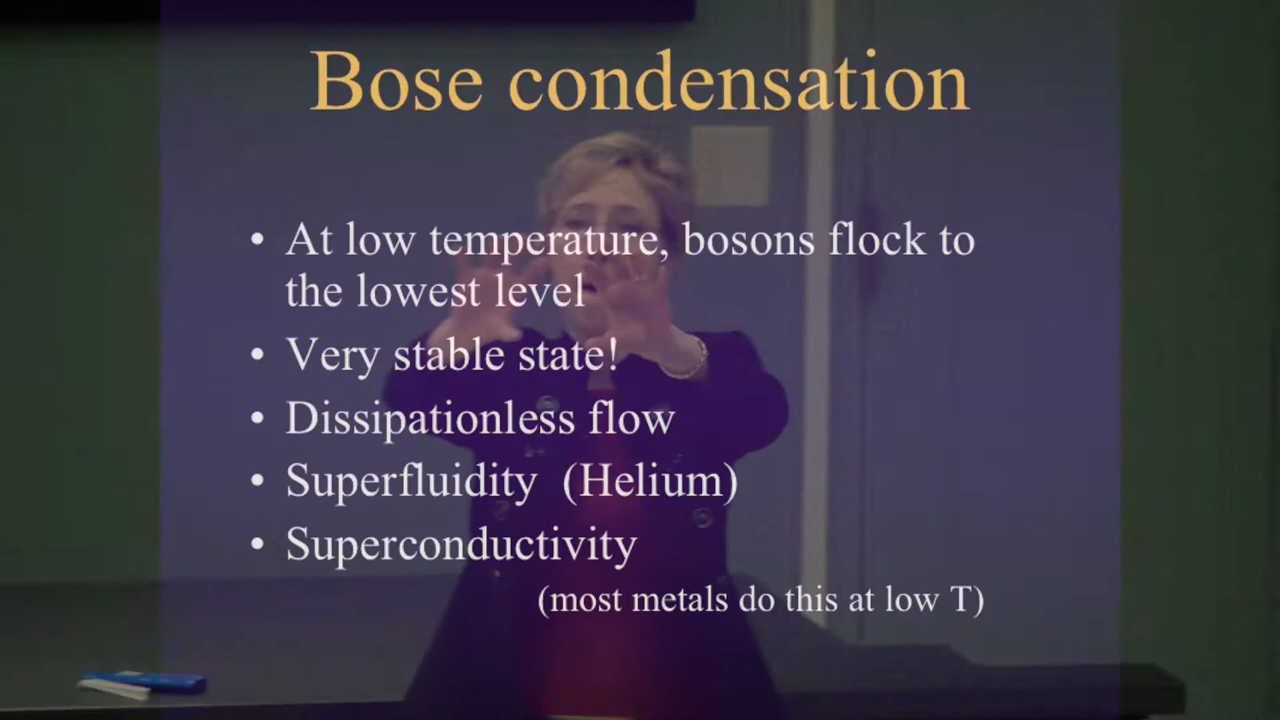 Bose condensation
• At low temperature, bosons flock to
the lowest level
• Very stable state!
• Dissipationless flow
• Superfluidity (Helium)
• Superconductivity
(most metals do this at low T)